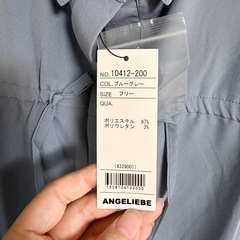 NO. 10412-200
COL. ブルーグレー
SIZE フリー
QUA.
ポリエステル 97%
ポリウレタン 3%
(4229001)
ANGELIEBE